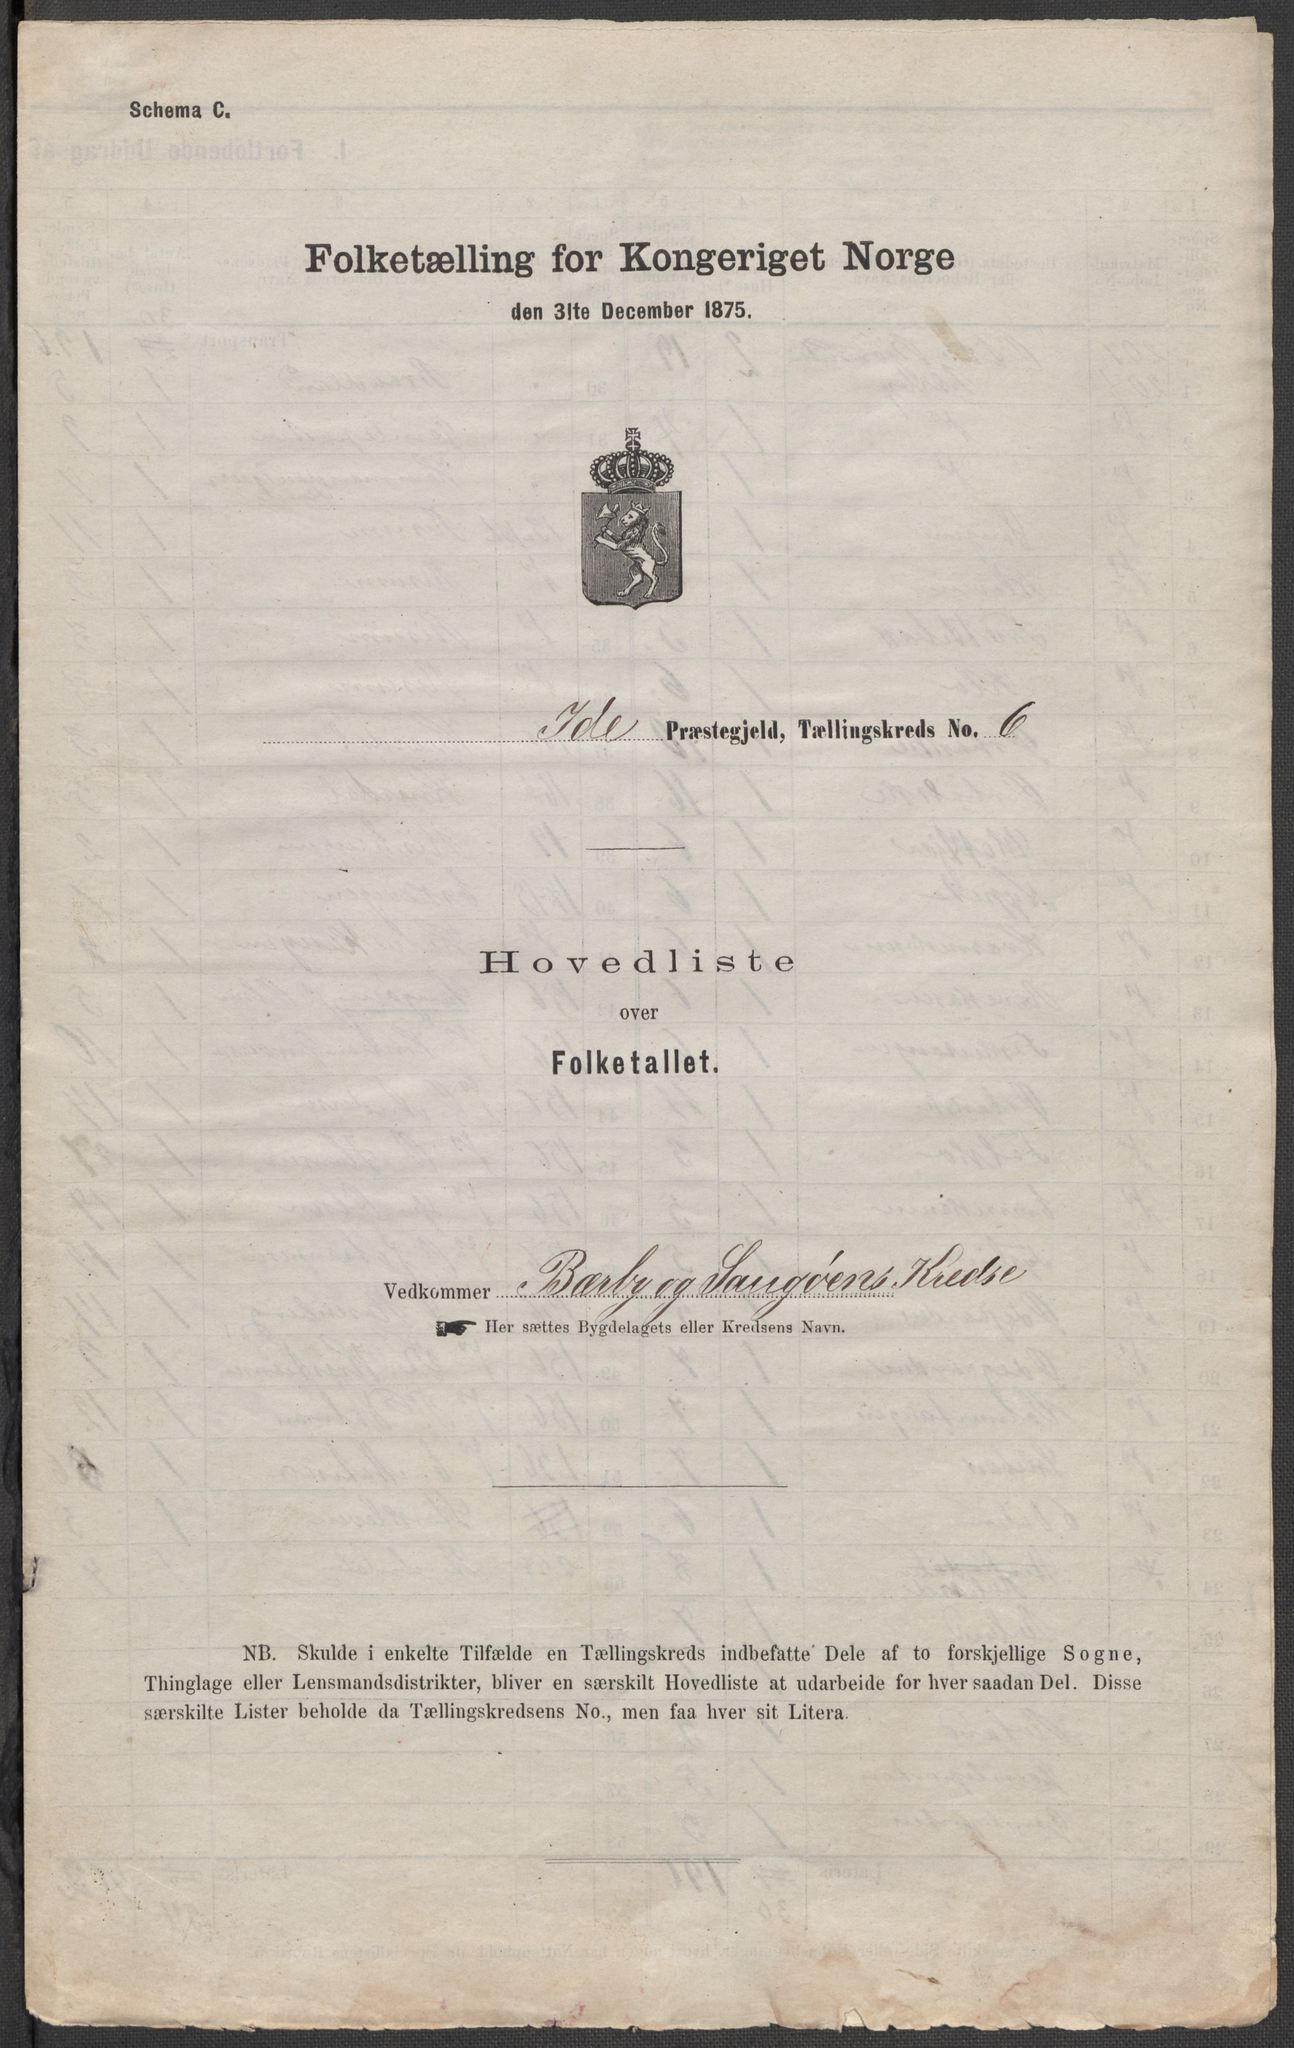 Schema C.
Folketælling for Kongeriget Norge
den 31te December 1875.
Ide Præstegjeld, Tællingskreds No. 6
Hovedliste
over
Folketallet.
Vedkommer Bærby og Saugøens Kredse
Her sættes Bygdelagets eller Kredsens Navn.
NB. Skulde i enkelte Tilfælde en Tællingskreds indbefatte Dele af to forskjellige Sogne,
Thinglage eller Lensmandsdistrikter, bliver en særskilt Hovedliste at udarbeide for hver saadan Del. Disse
særskilte Lister beholde da Tællingskredsens No., men faa hver sit Litera.